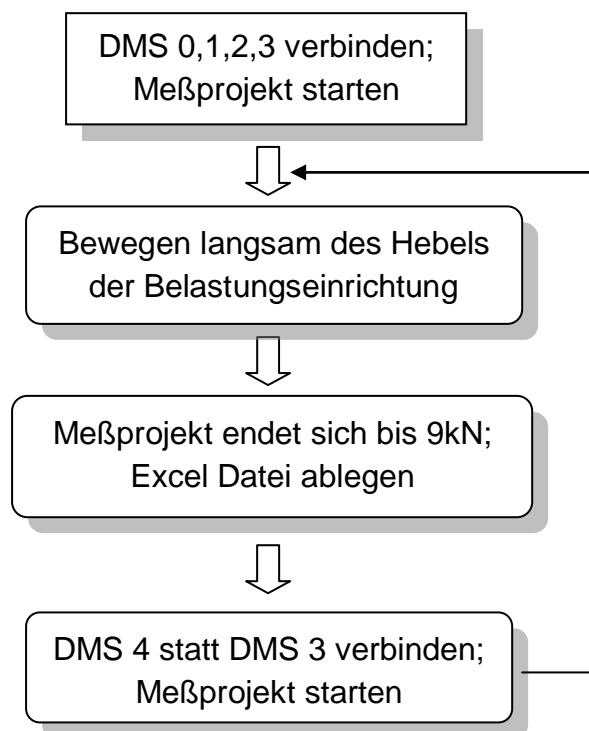 DMS 0,1,2,3 verbinden;
Meßprojekt starten
Bewegen langsam des Hebels
der Belastungseinrichtung
Meßprojekt endet sich bis 9kN;
Excel Datei ablegen
DMS 4 statt DMS 3 verbinden;
Meßprojekt starten